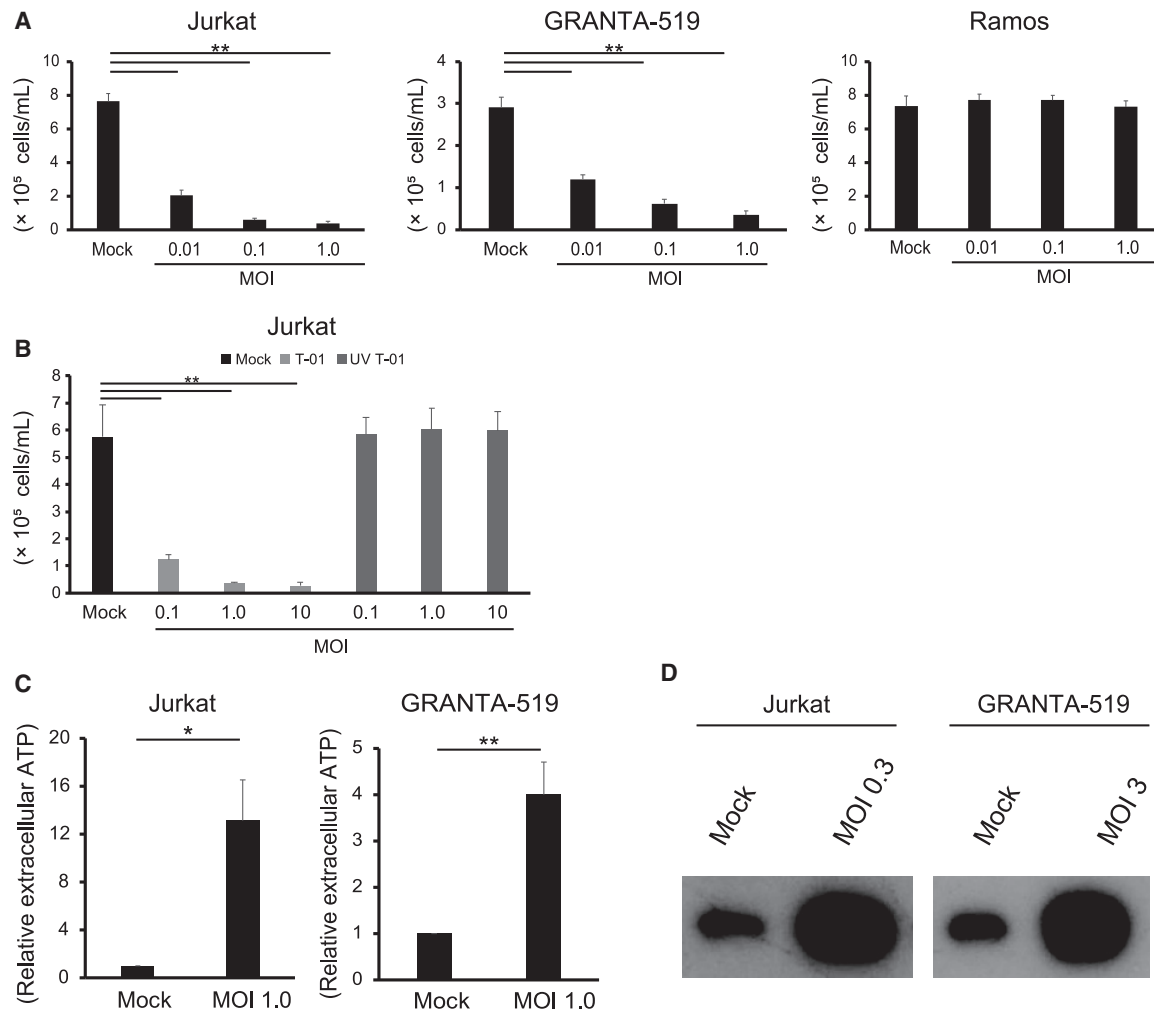 A
Jurkat
**
(× 10⁵ cells/mL)
10
8
6
4
2
0
Mock 0.01 0.1 1.0
MOI
GRANTA-519
**
(× 10⁵ cells/mL)
4
3
2
1
0
Mock 0.01 0.1 1.0
MOI
Ramos
(× 10⁵ cells/mL)
10
8
6
4
2
0
Mock 0.01 0.1 1.0
MOI
B
Jurkat
Mock T-01 UV T-01
**
(× 10⁵ cells/mL)
8
7
6
5
4
3
2
1
0
Mock 0.1 1.0 10 0.1 1.0 10
MOI
C
Jurkat
*
(Relative extracellular ATP)
20
16
12
8
4
0
Mock MOI 1.0
GRANTA-519
**
(Relative extracellular ATP)
5
4
3
2
1
0
Mock MOI 1.0
D
Jurkat GRANTA-519
Mock MOI 0.3 Mock MOI 3